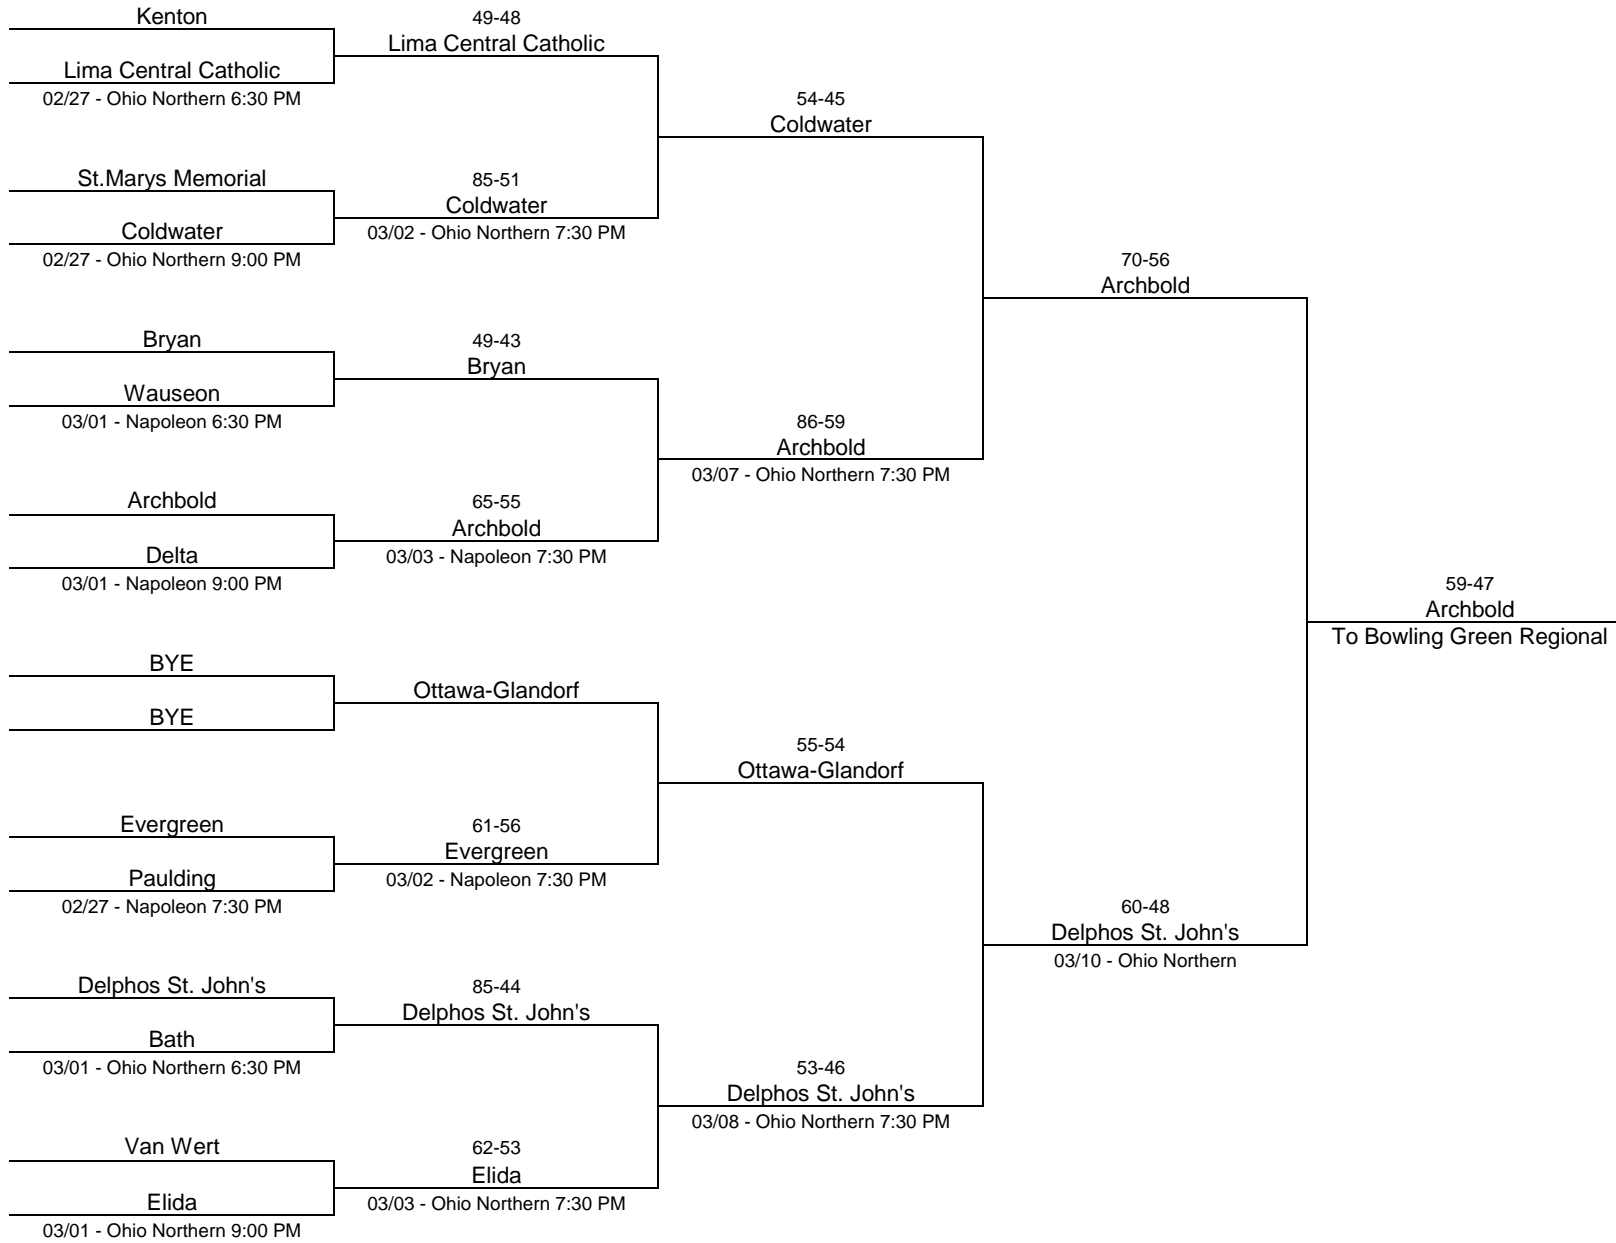 Kenton
Lima Central Catholic
02/27 - Ohio Northern 6:30 PM
St.Marys Memorial
Coldwater
02/27 - Ohio Northern 9:00 PM
Bryan
Wauseon
03/01 - Napoleon 6:30 PM
Archbold
Delta
03/01 - Napoleon 9:00 PM
BYE
BYE
Evergreen
Paulding
02/27 - Napoleon 7:30 PM
Delphos St. John's
Bath
03/01 - Ohio Northern 6:30 PM
Van Wert
Elida
03/01 - Ohio Northern 9:00 PM
49-48
Lima Central Catholic
85-51
Coldwater
03/02 - Ohio Northern 7:30 PM
49-43
Bryan
65-55
Archbold
03/03 - Napoleon 7:30 PM
Ottawa-Glandorf
61-56
Evergreen
03/02 - Napoleon 7:30 PM
85-44
Delphos St. John's
62-53
Elida
03/03 - Ohio Northern 7:30 PM
54-45
Coldwater
86-59
Archbold
03/07 - Ohio Northern 7:30 PM
55-54
Ottawa-Glandorf
53-46
Delphos St. John's
03/08 - Ohio Northern 7:30 PM
70-56
Archbold
60-48
Delphos St. John's
03/10 - Ohio Northern
59-47
Archbold
To Bowling Green Regional